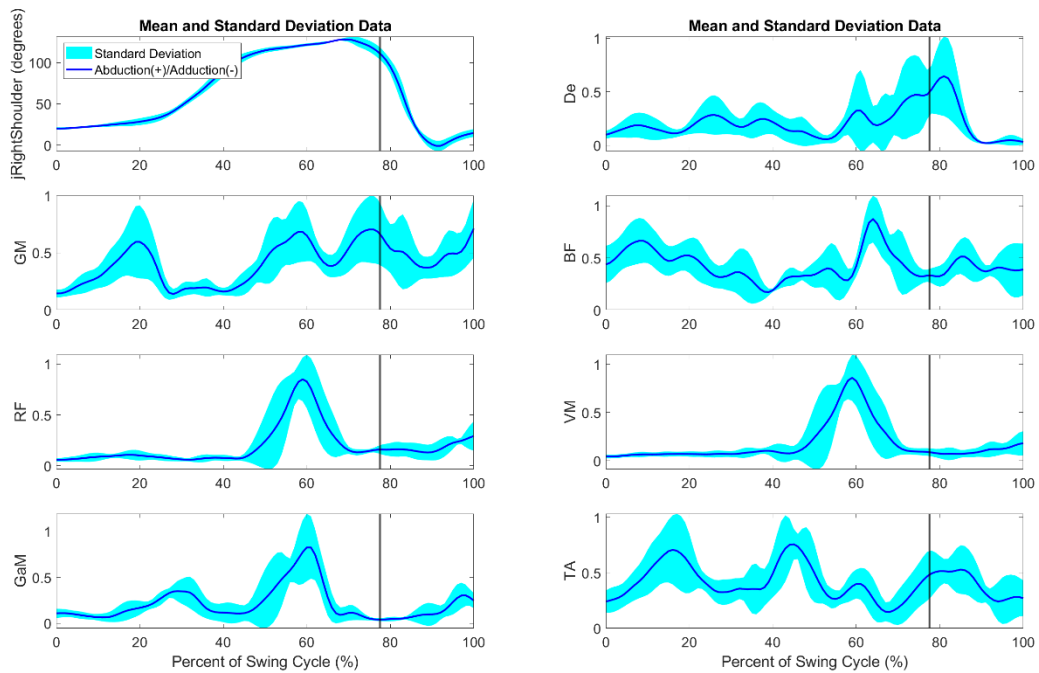 Mean and Standard Deviation Data
jRightShoulder (degrees)
100
50
0
Standard Deviation
Abduction(+)/Adduction(-)
0 20 40 60 80 100
Mean and Standard Deviation Data
De
1
0.5
0
0 20 40 60 80 100
GM
1
0.5
0
0 20 40 60 80 100
BF
1
0.5
0
0 20 40 60 80 100
RF
1
0.5
0
0 20 40 60 80 100
VM
1
0.5
0
0 20 40 60 80 100
GaM
1
0.5
0
0 20 40 60 80 100
Percent of Swing Cycle (%)
TA
1
0.5
0
0 20 40 60 80 100
Percent of Swing Cycle (%)